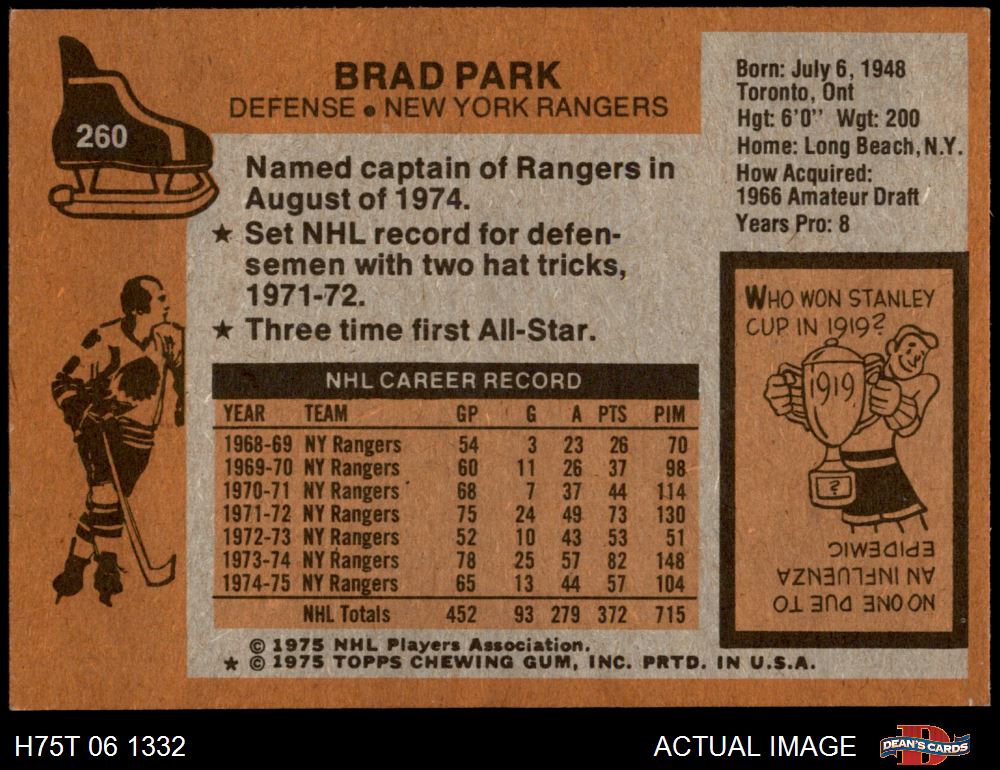 260
BRAD PARK
DEFENSE • NEW YORK RANGERS
Named captain of Rangers in
August of 1974.
★ Set NHL record for defen-
semen with two hat tricks,
1971-72.
★ Three time first All-Star.
Born: July 6, 1948
Toronto, Ont
Hgt: 6'0'' Wgt: 200
Home: Long Beach, N.Y.
How Acquired:
1966 Amateur Draft
Years Pro: 8
NHL CAREER RECORD
YEAR TEAM GP G A PTS PIM
1968-69 NY Rangers 54 3 23 26 70
1969-70 NY Rangers 60 11 26 37 98
1970-71 NY Rangers 68 7 37 44 114
1971-72 NY Rangers 75 24 49 73 130
1972-73 NY Rangers 52 10 43 53 51
1973-74 NY Rangers 78 25 57 82 148
1974-75 NY Rangers 65 13 44 57 104
NHL Totals 452 93 279 372 715
WHO WON STANLEY
CUP IN 1919?
1919
?
NO ONE DUE TO
AN INFLUENZA
EPIDEMIC
© 1975 NHL Players Association.
★ © 1975 TOPPS CHEWING GUM, INC. PRTD. IN U.S.A.
H75T 06 1332
ACTUAL IMAGE
D
DEAN'S CARDS